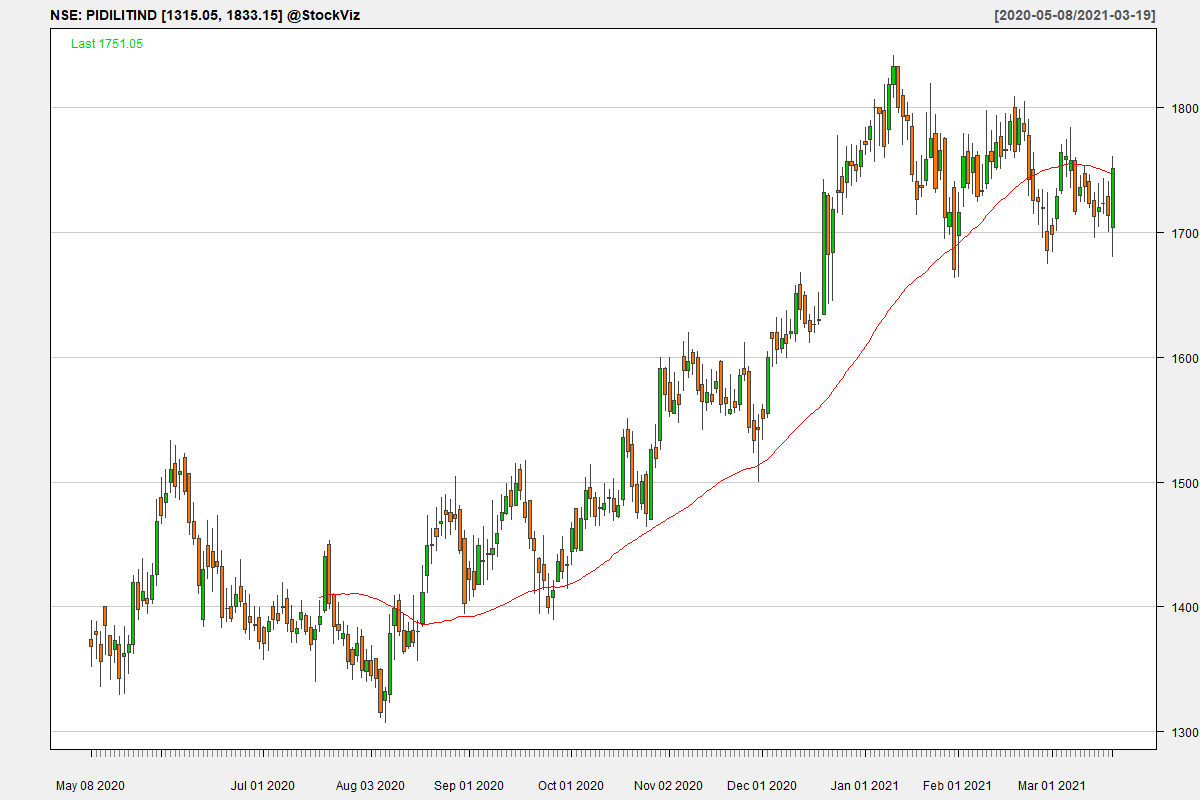 NSE: PIDILITIND [1315.05, 1833.15] @StockViz [2020-05-08/2021-03-19]
Last 1751.05
1800
1700
1600
1500
1400
1300
May 08 2020 Jul 01 2020 Aug 03 2020 Sep 01 2020 Oct 01 2020 Nov 02 2020 Dec 01 2020 Jan 01 2021 Feb 01 2021 Mar 01 2021